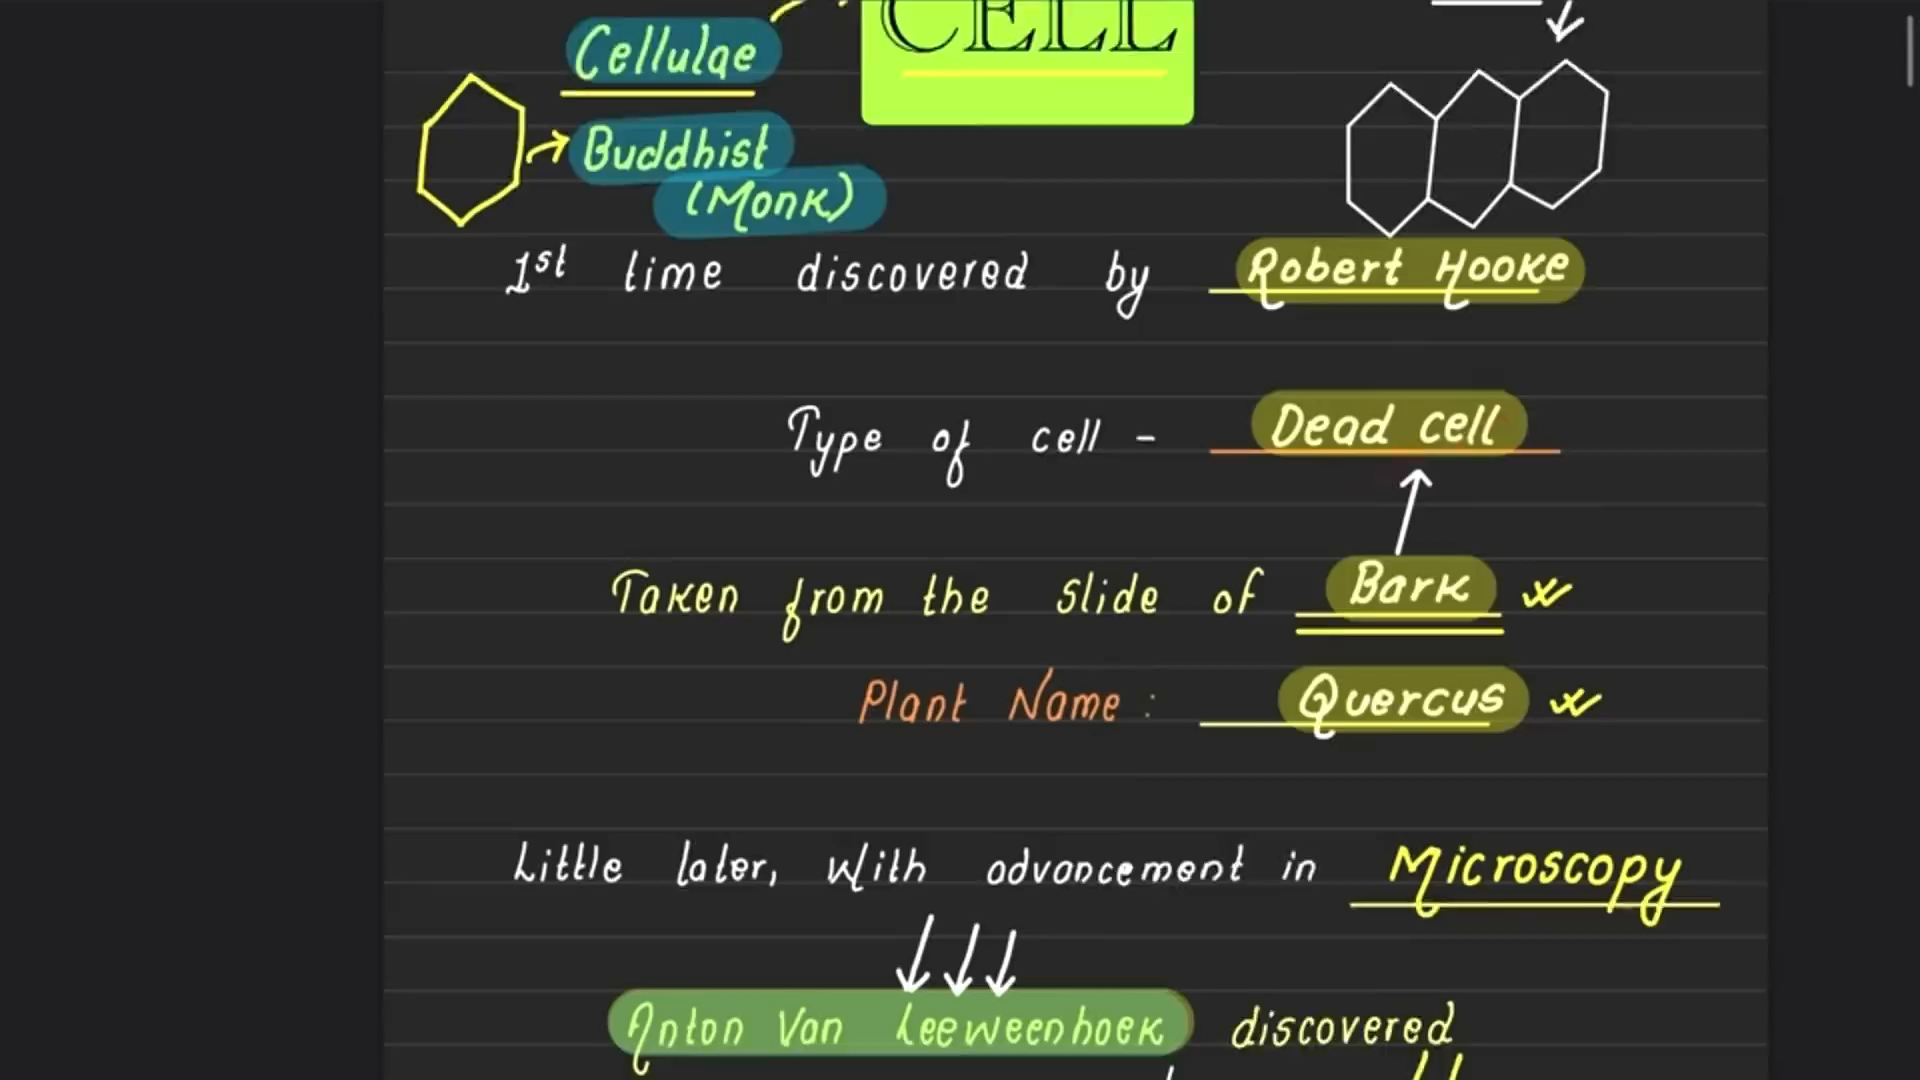 CELL
Cellulae
Buddhist
(Monk)
1st time discovered by Robert Hooke
Type of cell - Dead cell
Taken from the slide of Bark
Plant Name : Quercus
Little later, With advancement in Microscopy
Anton Van Leeweenhoek discovered